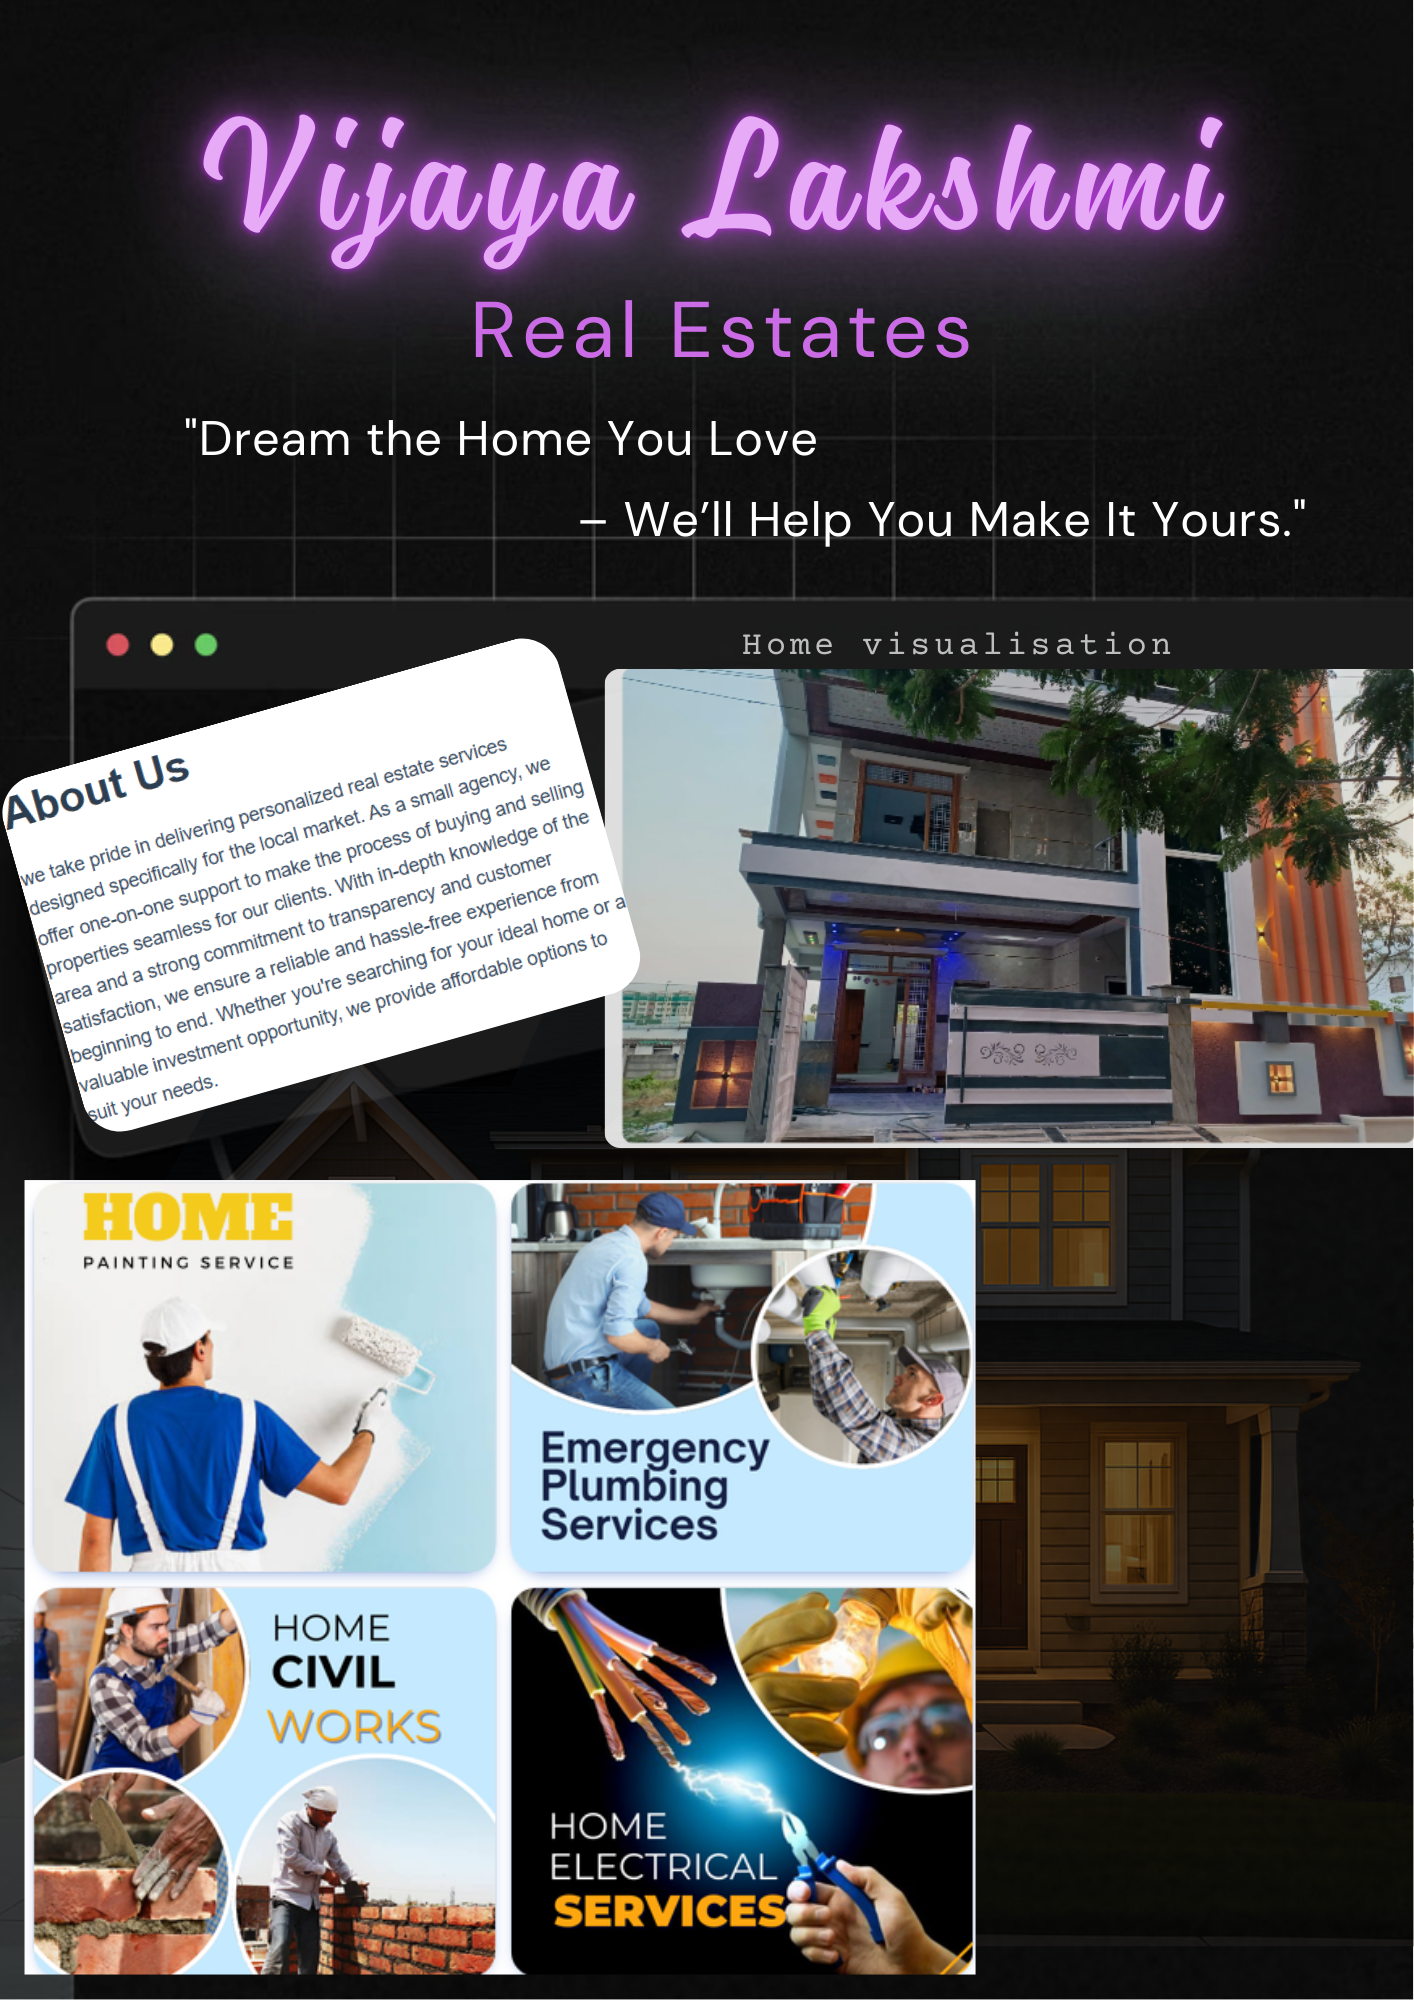 Vijaya Lakshmi
Real Estates
"Dream the Home You Love
– We’ll Help You Make It Yours."
Home visualisation
About Us
we take pride in delivering personalized real estate services
designed specifically for the local market. As a small agency, we
offer one-on-one support to make the process of buying and selling
properties seamless for our clients. With in-depth knowledge of the
area and a strong commitment to transparency and customer
satisfaction, we ensure a reliable and hassle-free experience from
beginning to end. Whether you're searching for your ideal home or a
valuable investment opportunity, we provide affordable options to
suit your needs.
HOME
PAINTING SERVICE
Emergency
Plumbing
Services
HOME
CIVIL
WORKS
HOME
ELECTRICAL
SERVICES